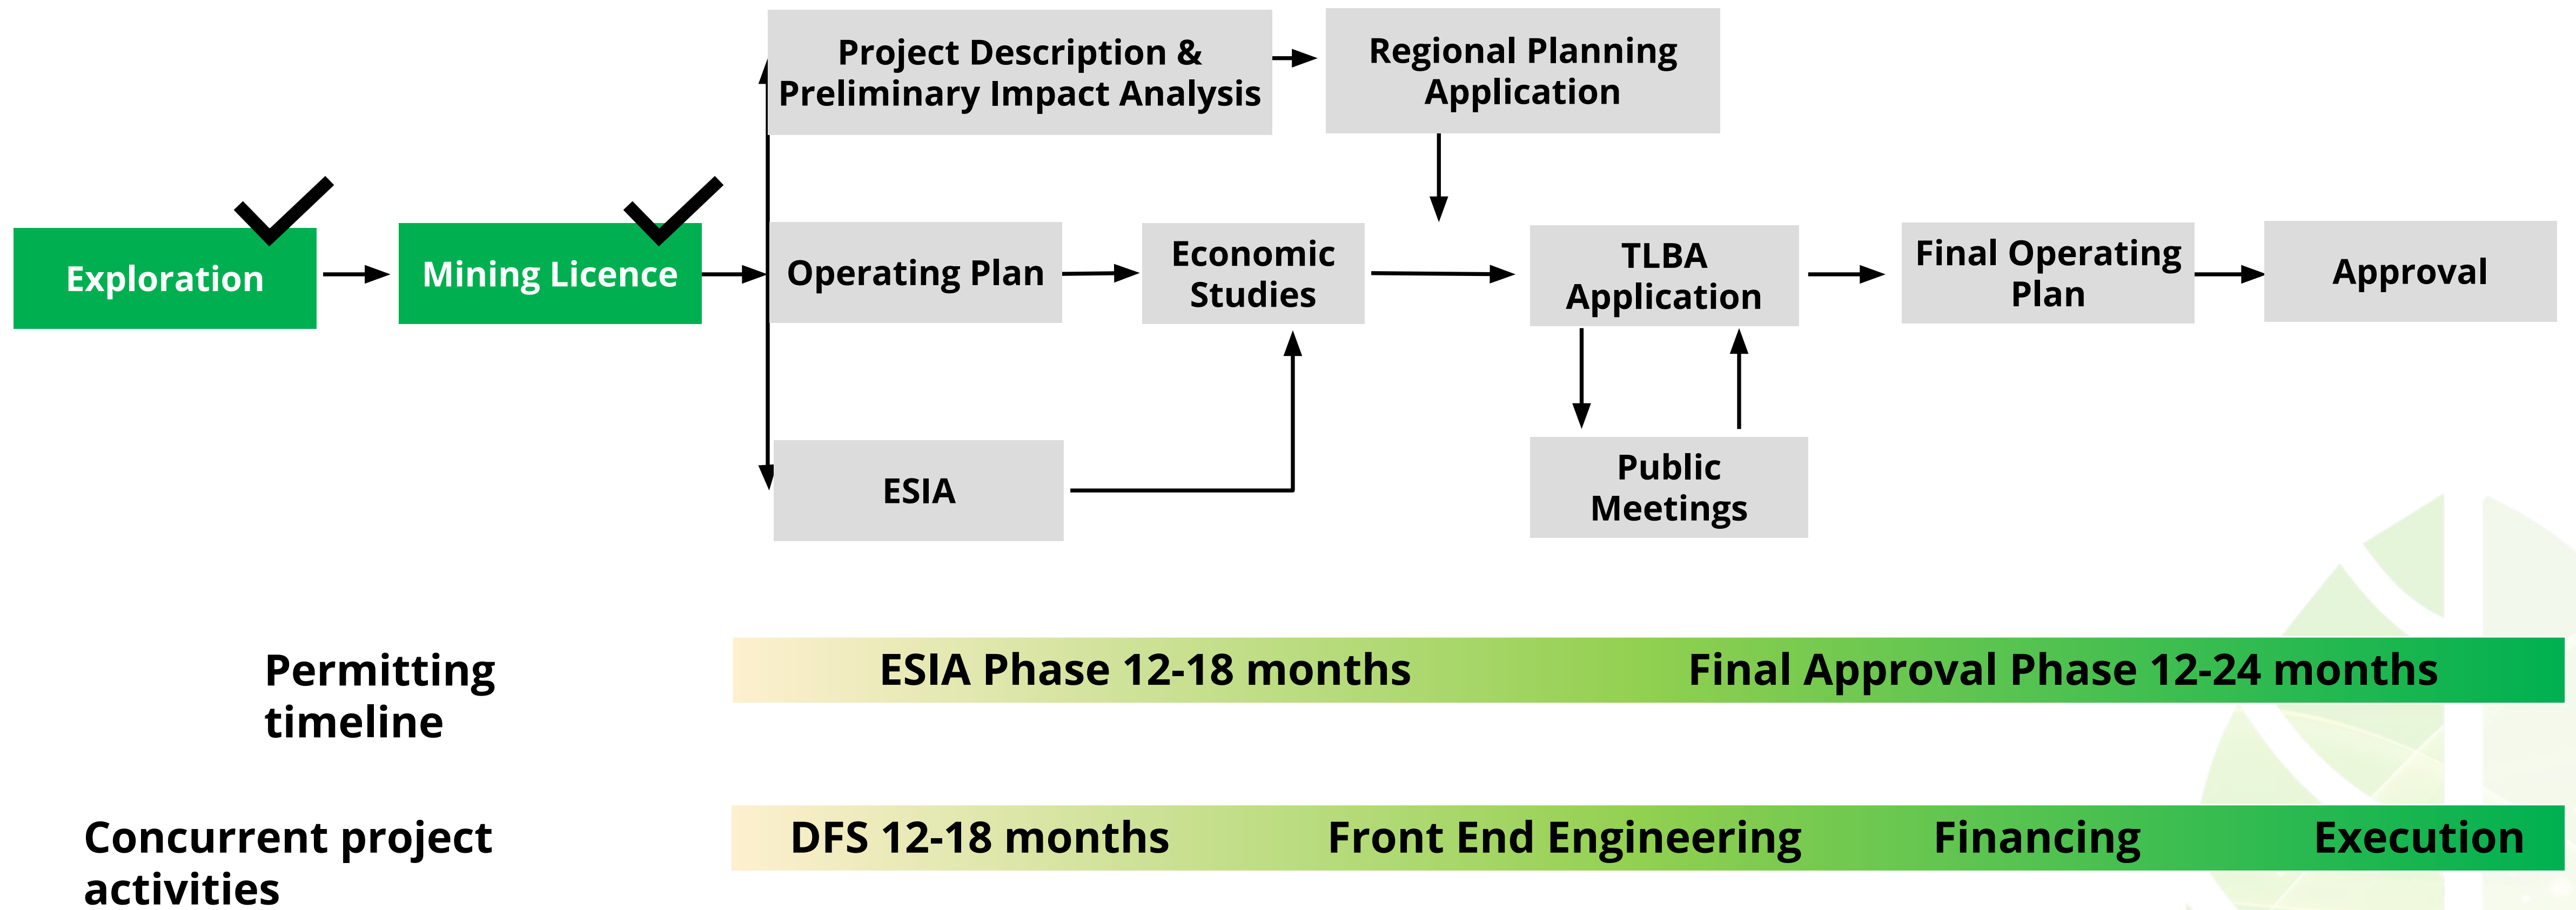 Project Description &
Preliminary Impact Analysis
Regional Planning
Application
Exploration
Mining Licence
Operating Plan
Economic
Studies
TLBA
Application
Final Operating
Plan
Approval
ESIA
Public
Meetings
Permitting
timeline
ESIA Phase 12-18 months
Final Approval Phase 12-24 months
Concurrent project
activities
DFS 12-18 months
Front End Engineering
Financing
Execution